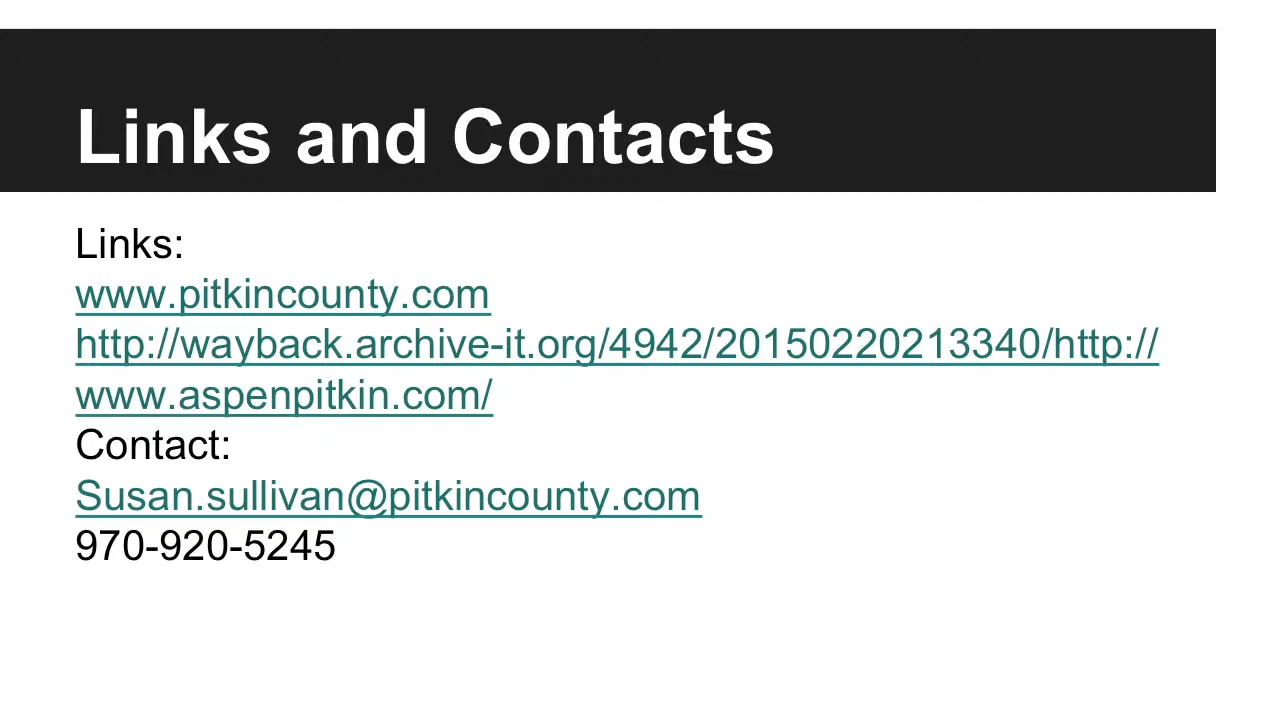 Links and Contacts
Links:
www.pitkincounty.com
http://wayback.archive-it.org/4942/20150220213340/http://
www.aspenpitkin.com/
Contact:
Susan.sullivan@pitkincounty.com
970-920-5245